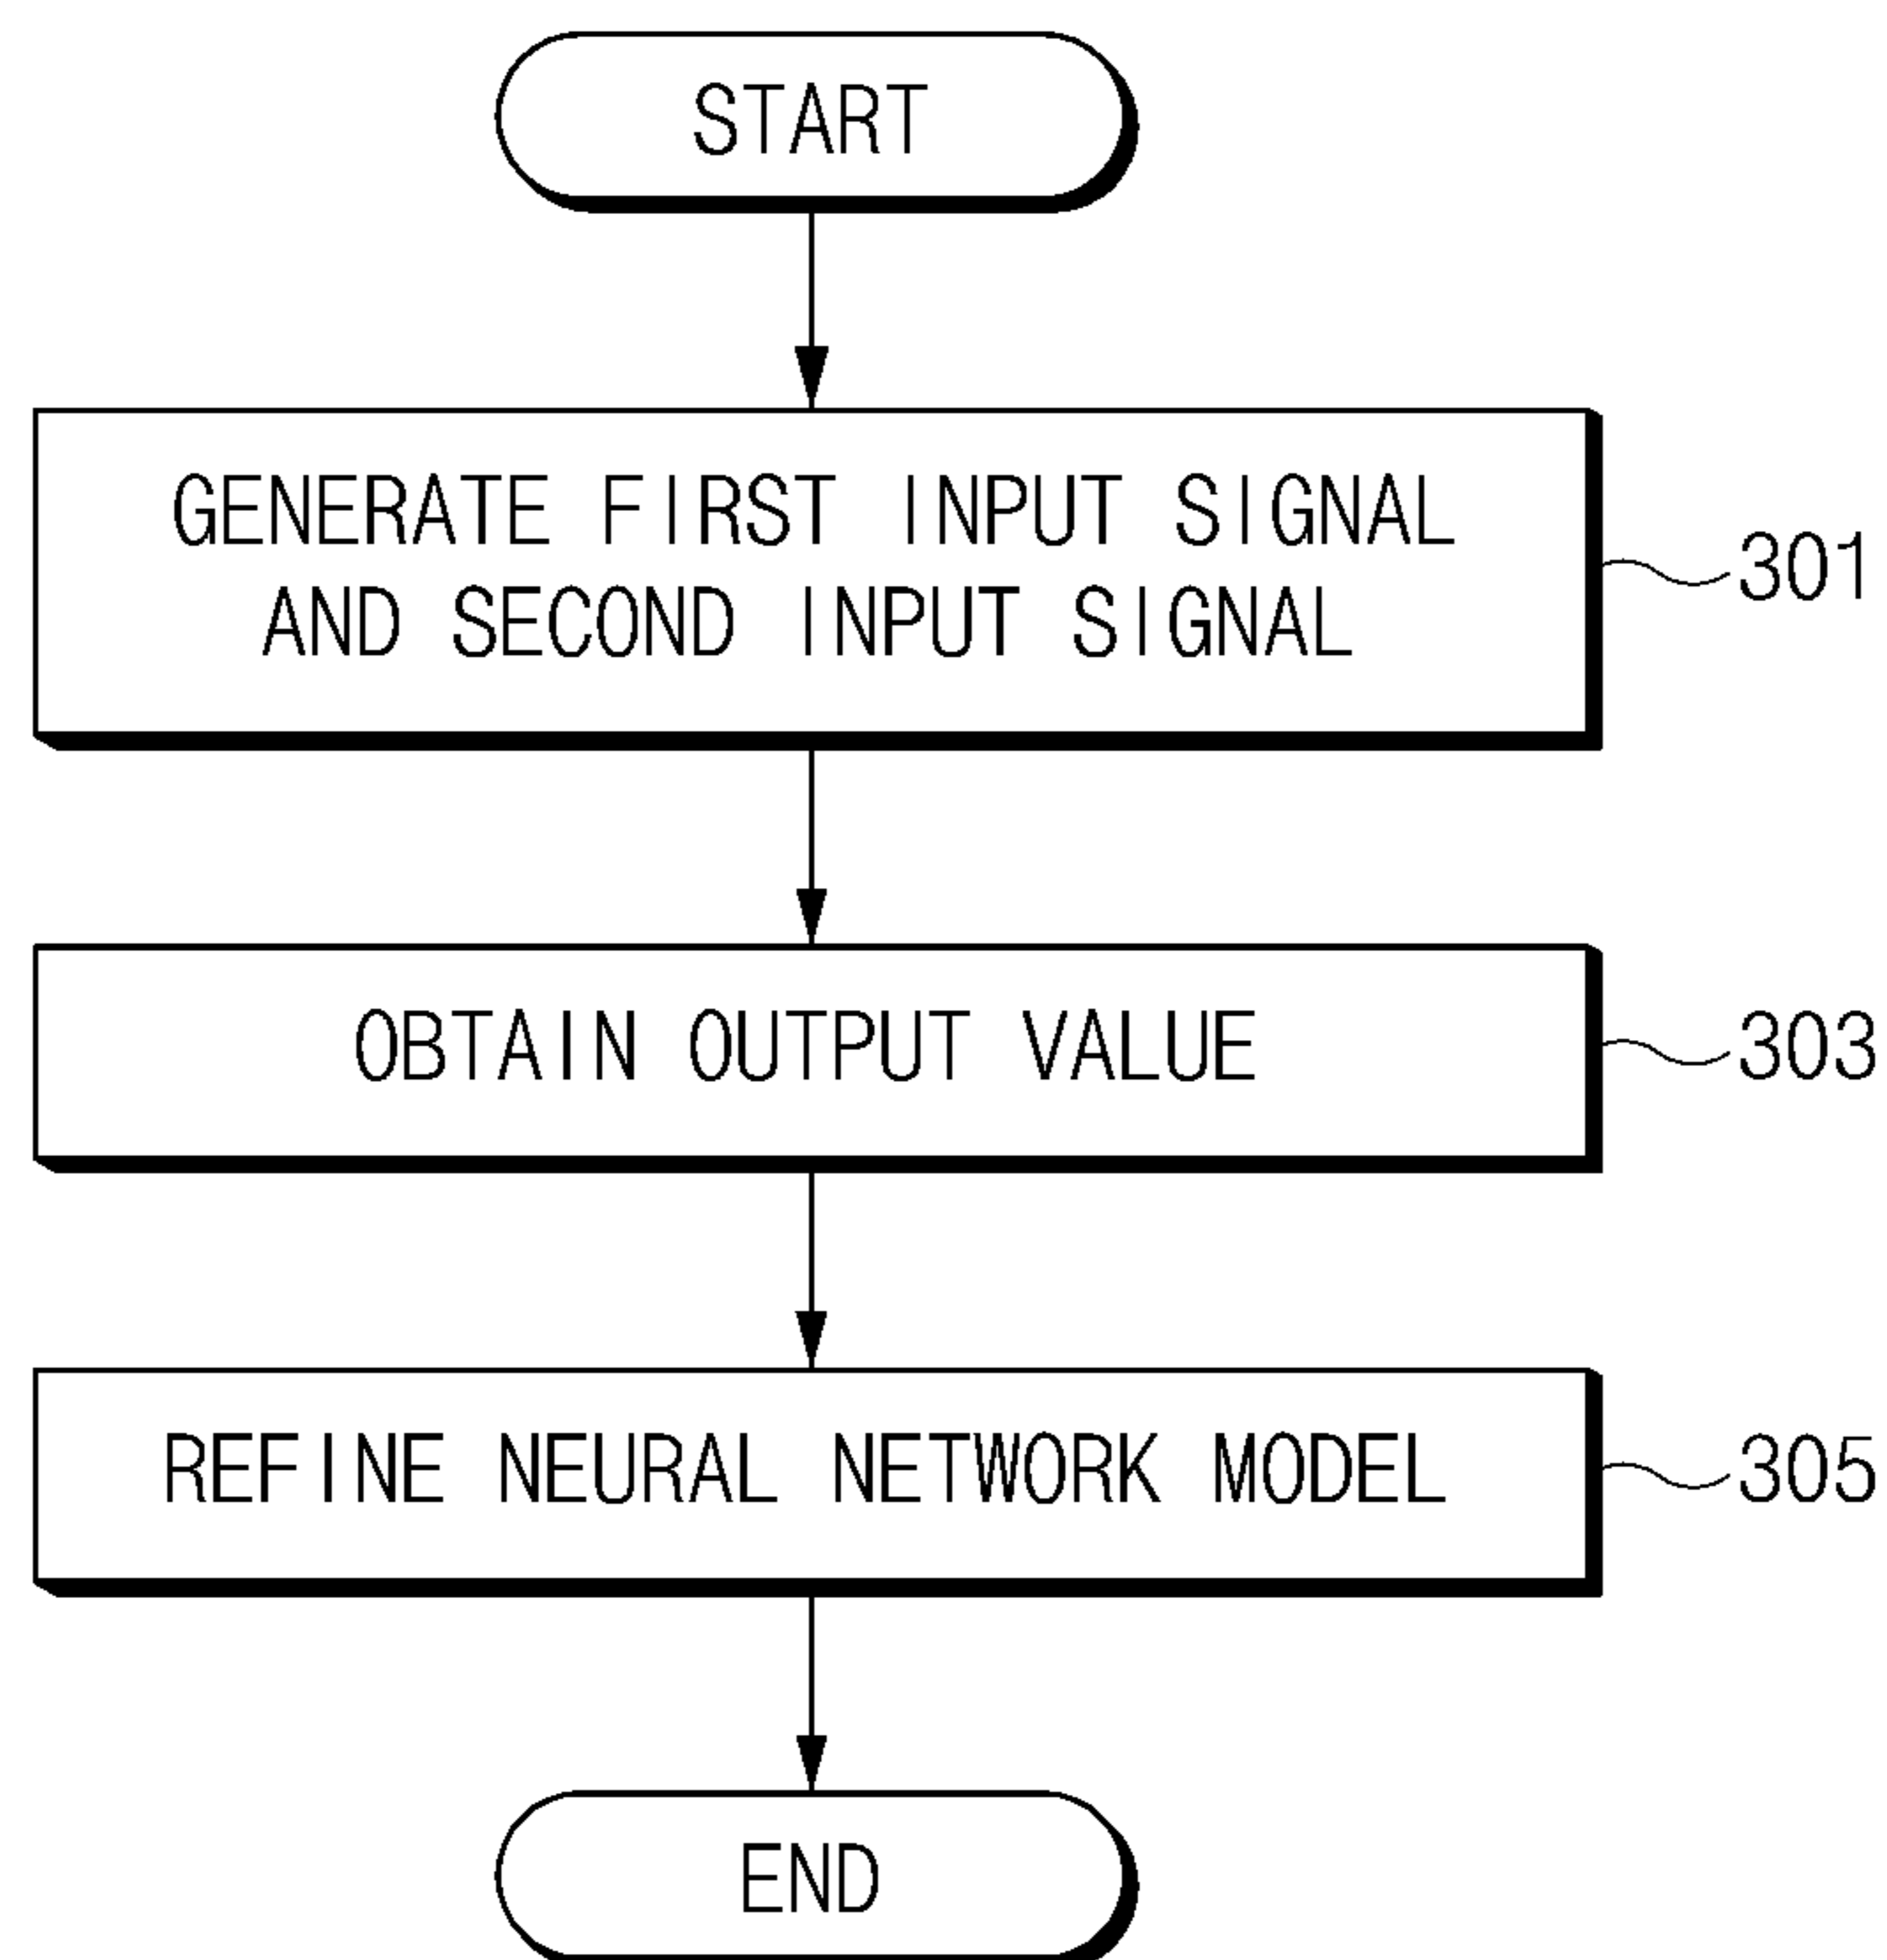 START
GENERATE FIRST INPUT SIGNAL
AND SECOND INPUT SIGNAL
301
OBTAIN OUTPUT VALUE
303
REFINE NEURAL NETWORK MODEL
305
END